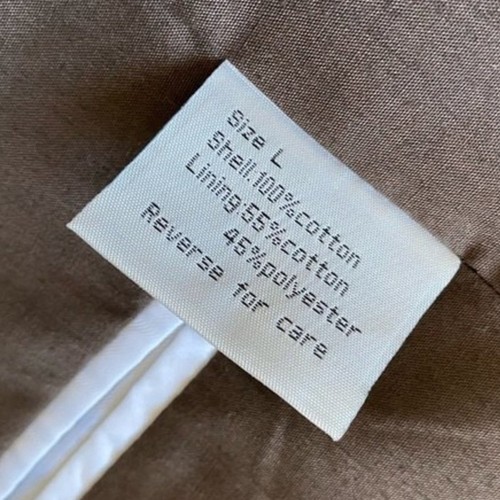 Size L
Shell:100%cotton
Lining:55%cotton
45%polyester
Reverse for care